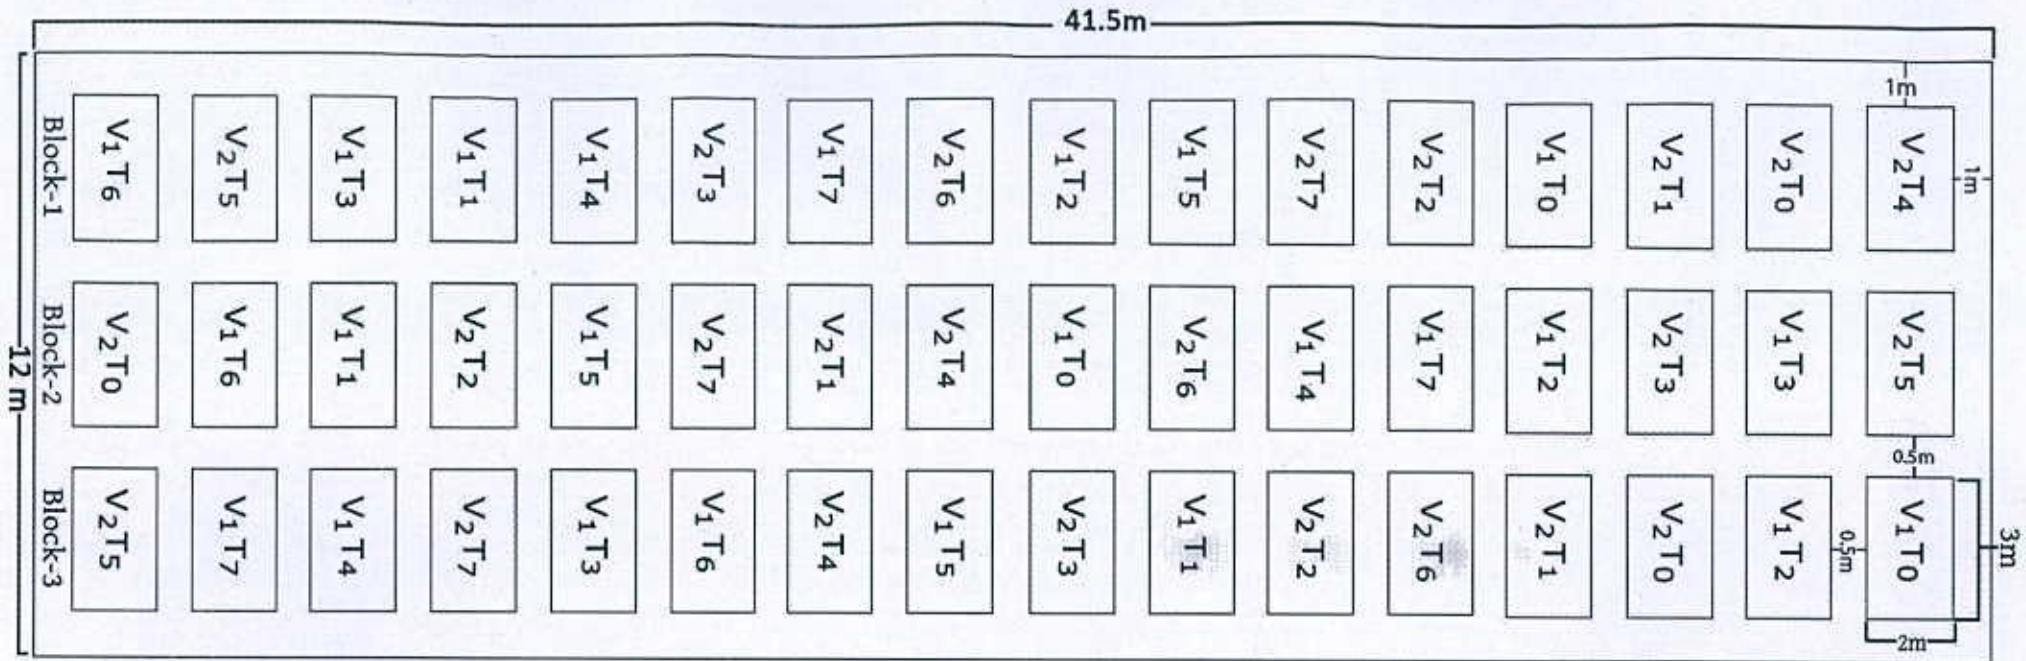 41.5m
1m
Block-1 V1T6 V2T5 V1T3 V1T1 V1T4 V2T3 V1T7 V2T6 V1T2 V1T5 V2T7 V2T2 V1T0 V2T1 V2T0 V2T4 1m
12 m
Block-2 V2T0 V1T6 V1T1 V2T2 V1T5 V2T7 V2T1 V2T4 V1T0 V2T6 V1T4 V1T7 V1T2 V2T3 V1T3 V2T5
0.5m
Block-3 V2T5 V1T7 V1T4 V2T7 V1T3 V1T6 V2T4 V1T5 V2T3 V1T1 V2T2 V2T6 V2T1 V2T0 V1T2 0.5m V1T0 3m
2m